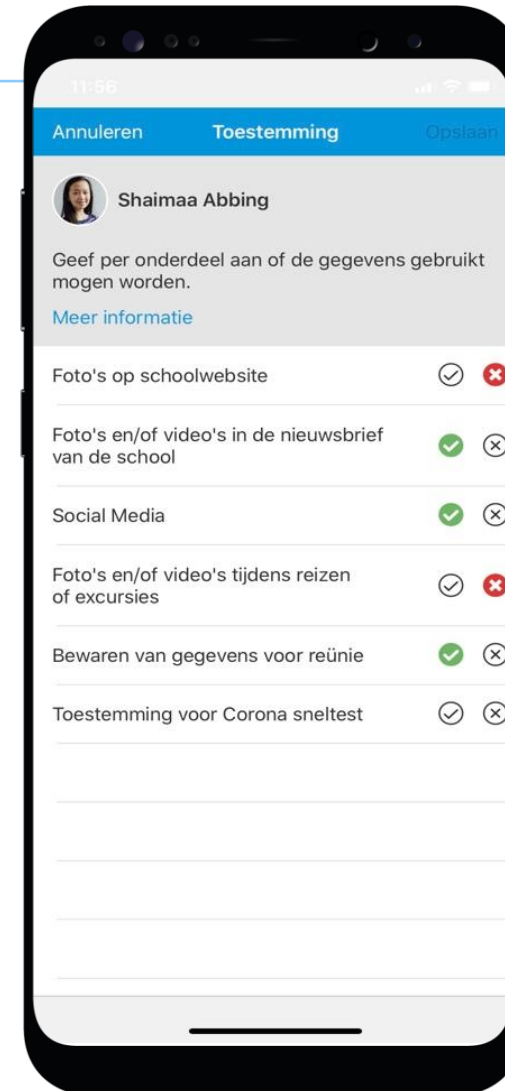 11:56
Annuleren Toestemming Opslaan
Shaimaa Abbing
Geef per onderdeel aan of de gegevens gebruikt
mogen worden.
Meer informatie
Foto's op schoolwebsite
Foto's en/of video's in de nieuwsbrief
van de school
Social Media
Foto's en/of video's tijdens reizen
of excursies
Bewaren van gegevens voor reünie
Toestemming voor Corona sneltest